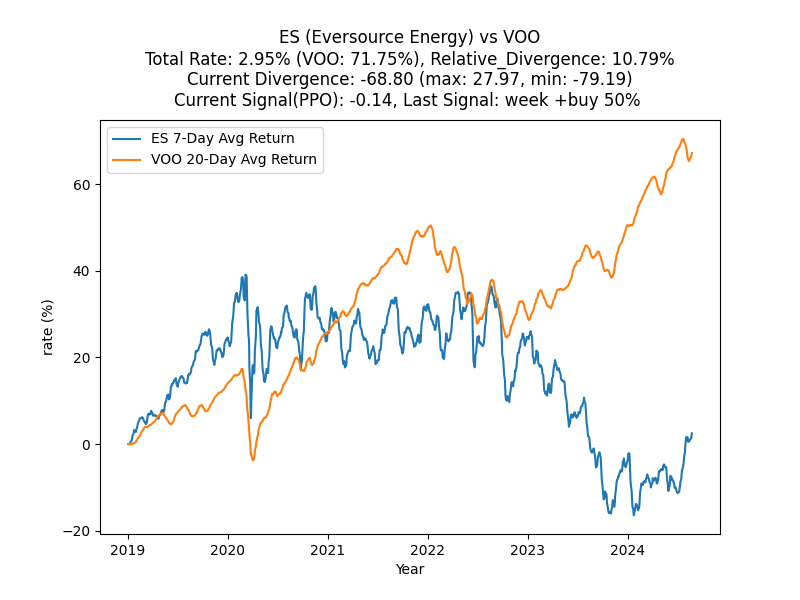 ES (Eversource Energy) vs VOO
Total Rate: 2.95% (VOO: 71.75%), Relative_Divergence: 10.79%
Current Divergence: -68.80 (max: 27.97, min: -79.19)
Current Signal(PPO): -0.14, Last Signal: week +buy 50%
ES 7-Day Avg Return
VOO 20-Day Avg Return
rate (%)
60
40
20
0
−20
2019 2020 2021 2022 2023 2024
Year